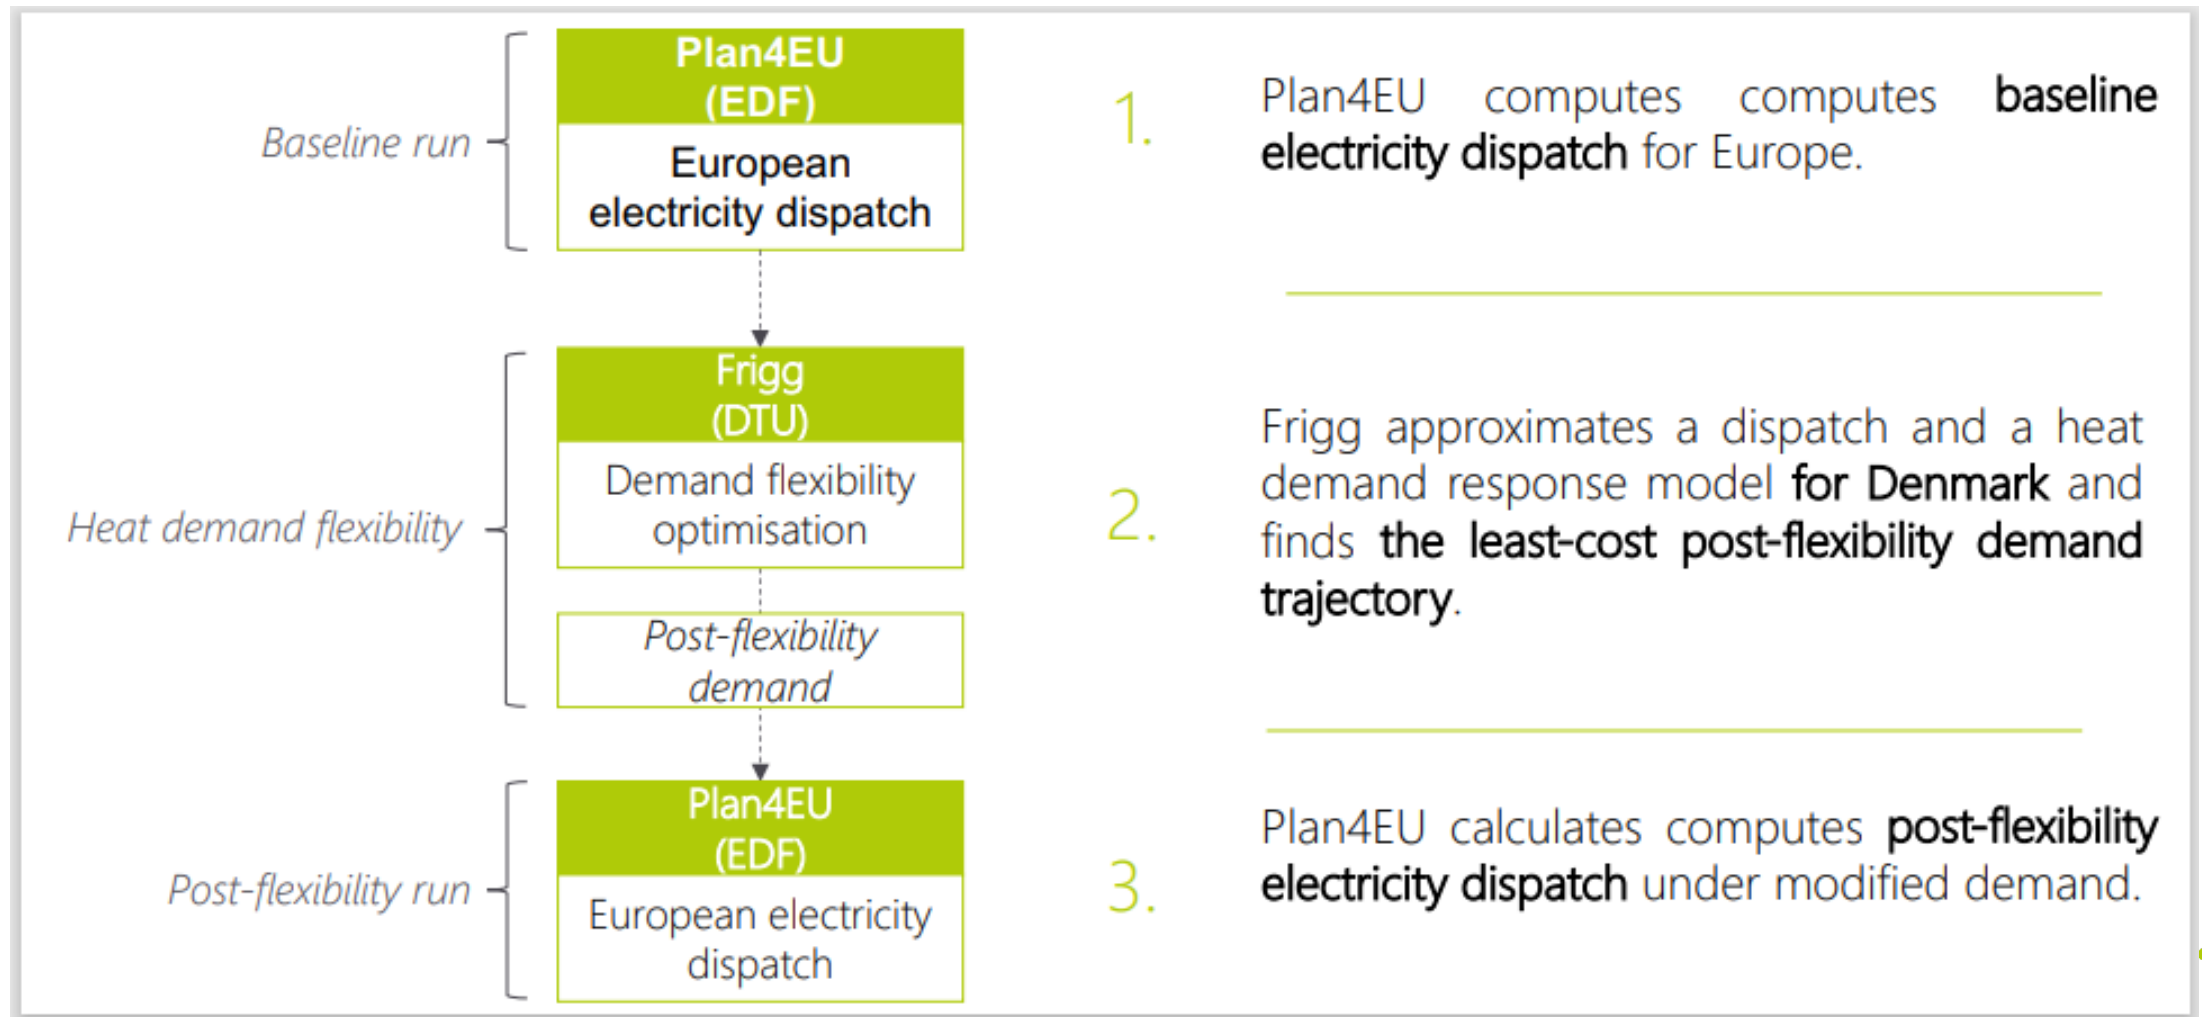 Baseline run
Plan4EU
(EDF)
European
electricity dispatch
1.
Plan4EU computes computes baseline
electricity dispatch for Europe.
Heat demand flexibility
Frigg
(DTU)
Demand flexibility
optimisation
Post-flexibility
demand
2.
Frigg approximates a dispatch and a heat
demand response model for Denmark and
finds the least-cost post-flexibility demand
trajectory.
Post-flexibility run
Plan4EU
(EDF)
European electricity
dispatch
3.
Plan4EU calculates computes post-flexibility
electricity dispatch under modified demand.